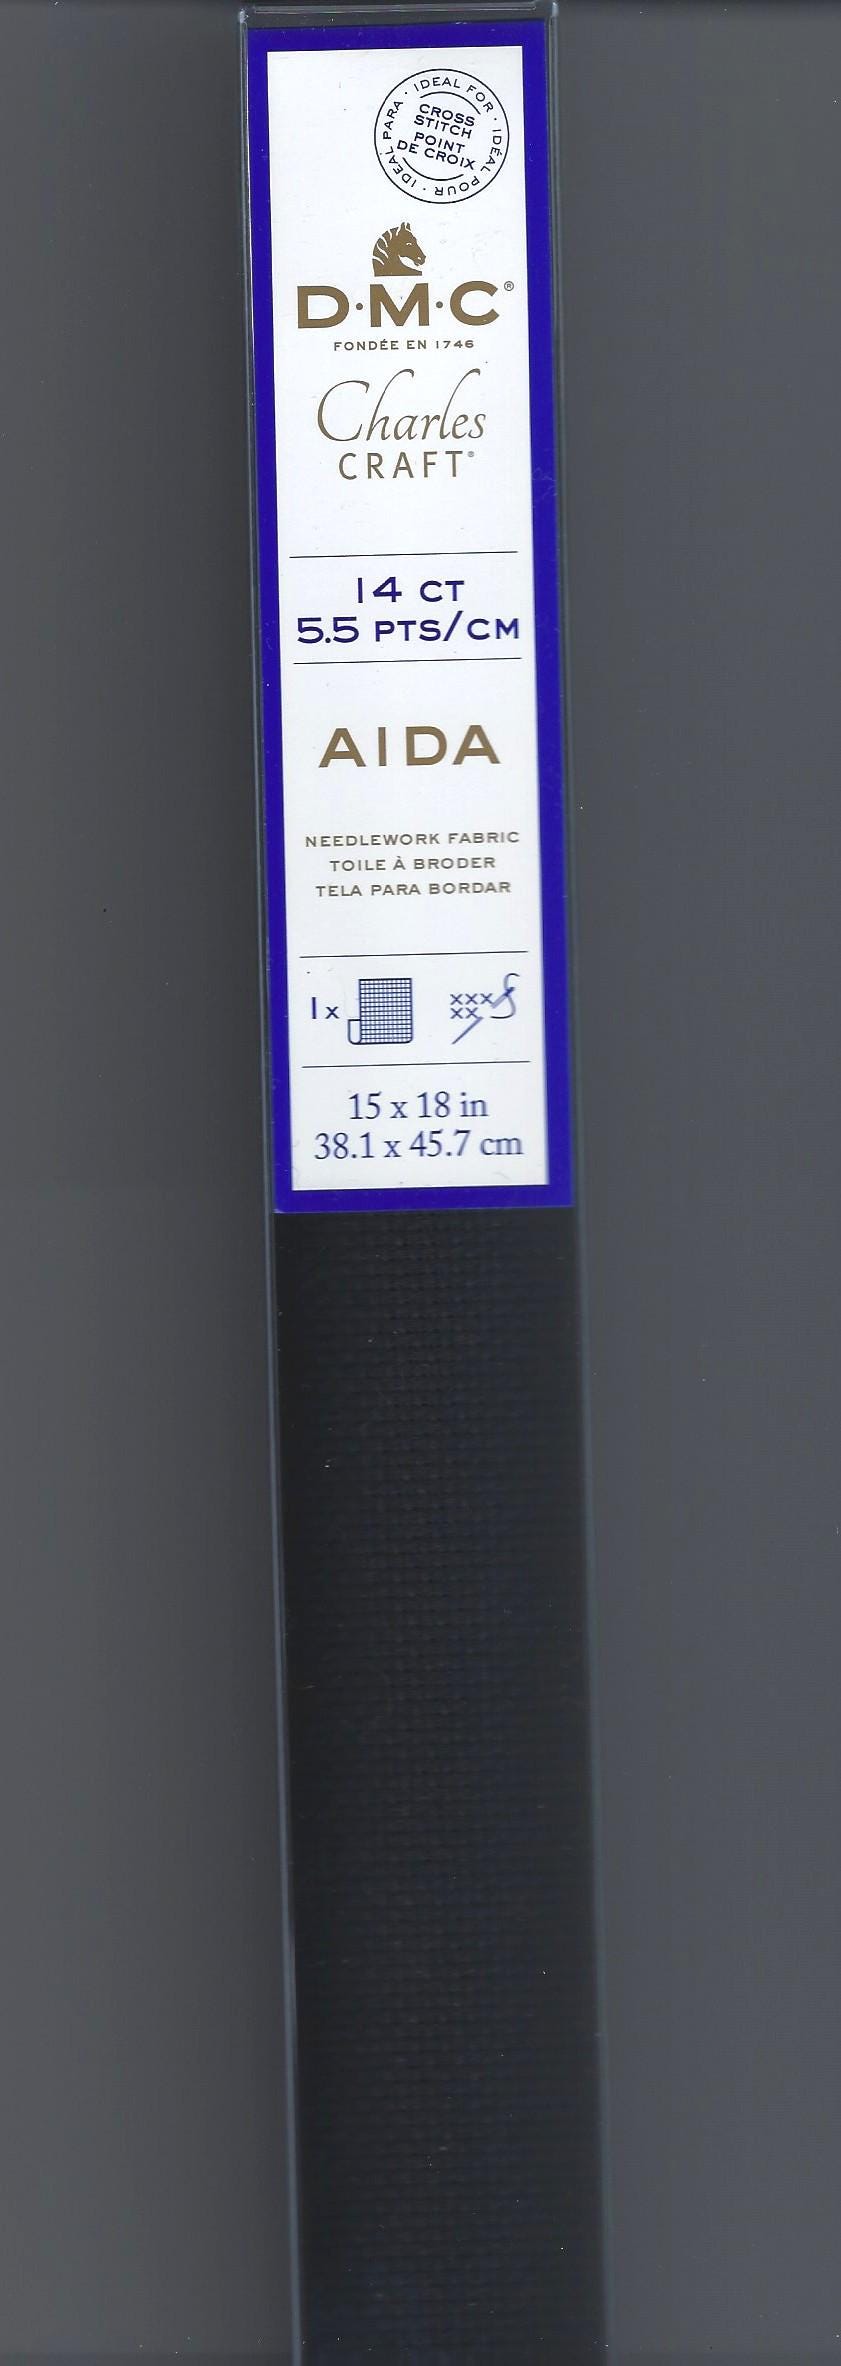 IDEAL FOR · IDÉAL POUR · IDEAL PARA ·
CROSS
STITCH
POINT
DE CROIX
D·M·C®
FONDÉE EN 1746
Charles
CRAFT®
14 CT
5.5 PTS/CM
AIDA
NEEDLEWORK FABRIC
TOILE À BRODER
TELA PARA BORDAR
1x
xxx
xx
15 x 18 in
38.1 x 45.7 cm